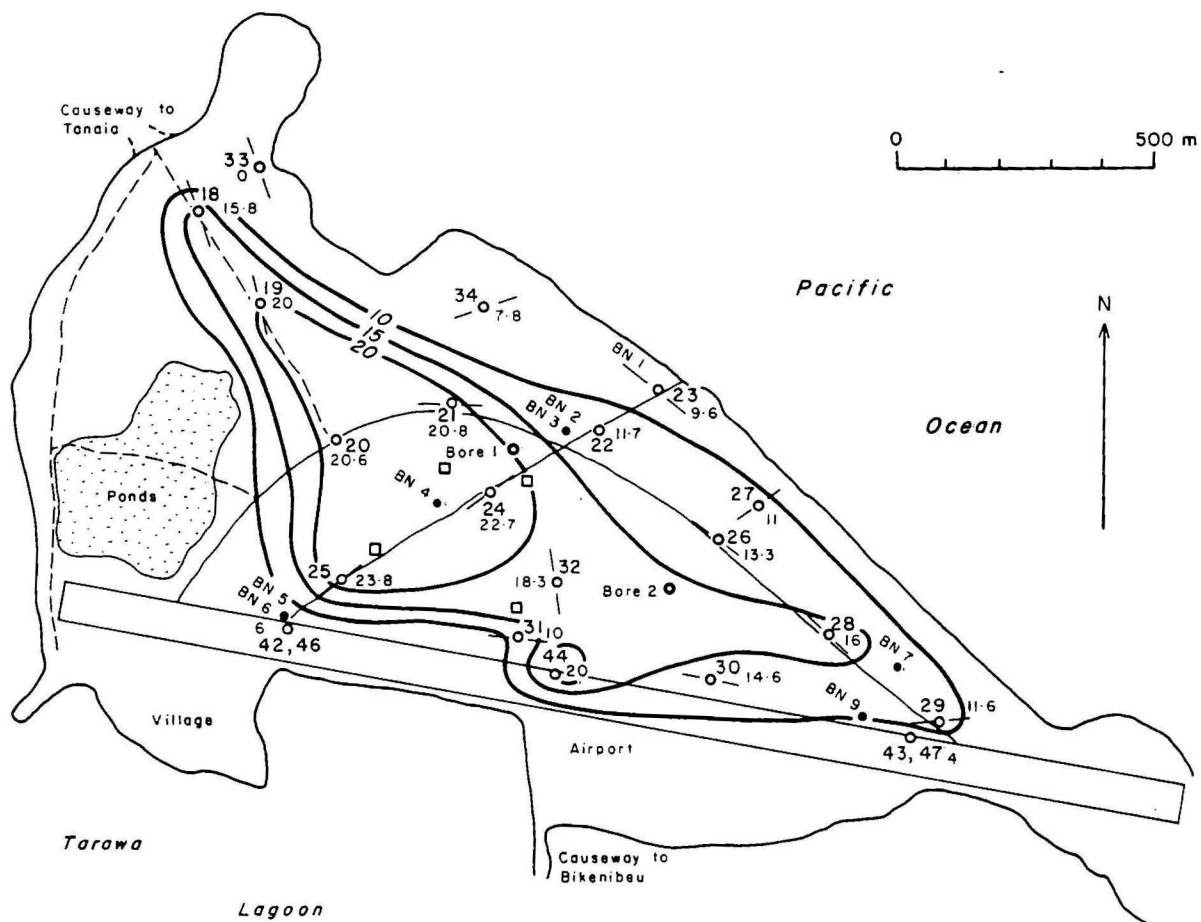 Causeway to
Tanaia
33
0
0
500 m
18
15·8
19
20
Pacific
N
34
7·8
10
15
20
BN 1
23
9·6
BN 2
BN 3
22
11·7
Ocean
21
20·8
20
20·6
Bore 1
BN 4
24
22·7
27
11
26
13·3
Ponds
25
23·8
32
18·3
Bore 2
BN 5
BN 6
6
42, 46
31
10
44
20
28
16
BN 7
30
14·6
BN 9
29
11·6
43, 47
4
Village
Airport
Tarawa
Lagoon
Causeway to
Bikenibeu